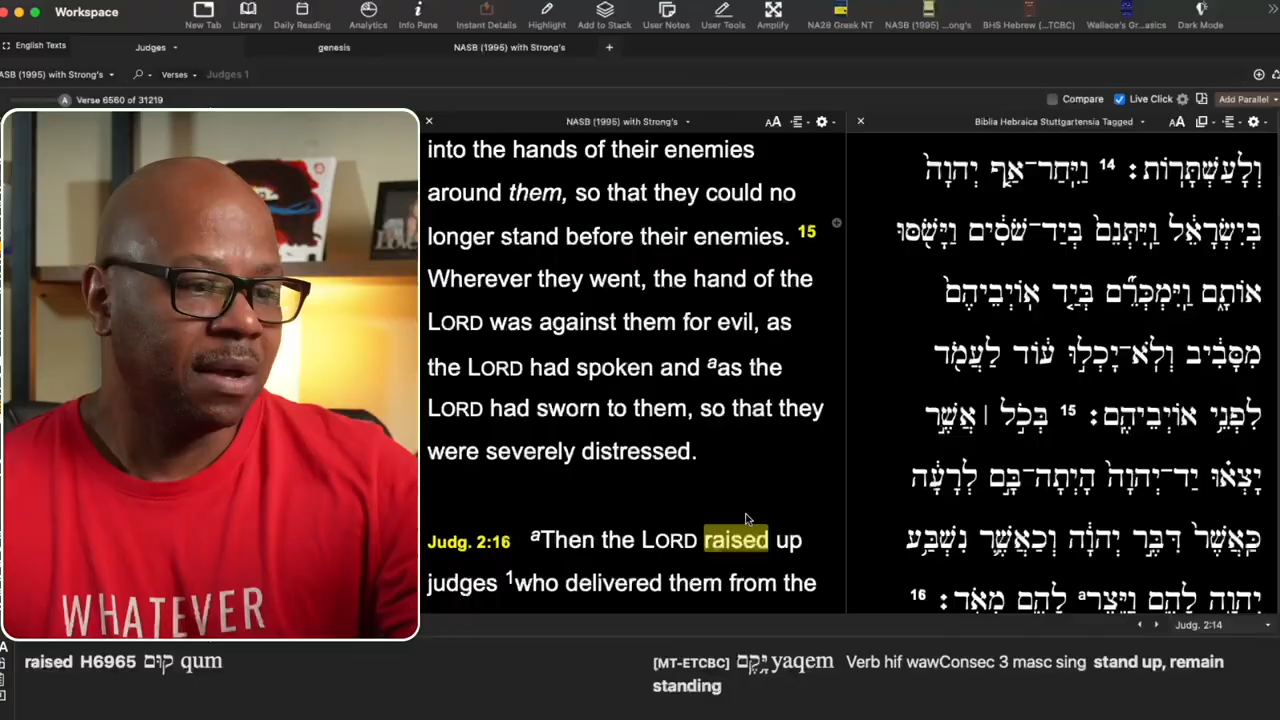 Workspace
New Tab
Library
Daily Reading
Analytics
Info Pane
Instant Details
Highlight
Add to Stack
User Notes
User Tools
Amplify
NA28 Greek NT
NASB (1995) ...ong's
BHS Hebrew (...TCBC)
Wallace's Gr...asics
Dark Mode
English Texts
Judges
genesis
NASB (1995) with Strong's
ASB (1995) with Strong's
Verses
Judges 1
A Verse 6560 of 31219
Compare
Live Click
Add Parallel
NASB (1995) with Strong's
into the hands of their enemies
around them, so that they could no
longer stand before their enemies. 15
Wherever they went, the hand of the
LORD was against them for evil, as
the LORD had spoken and aas the
LORD had sworn to them, so that they
were severely distressed.
Judg. 2:16 aThen the LORD raised up
judges 1who delivered them from the
Biblia Hebraica Stuttgartensia Tagged
וְלָעַשְׁתָּרֽוֹת׃ 14 וַיִּֽחַר־אַ֤ף יְהוָה֙
בְּיִשְׂרָאֵ֔ל וַֽיִּתְּנֵם֙ בְּיַד־שֹׁסִ֔ים וַיָּשֹׁ֖סּוּ
אוֹתָ֑ם וַֽיִּמְכְּרֵ֞ם בְּיַ֤ד אֽוֹיְבֵיהֶם֙
מִסָּבִ֔יב וְלֹֽא־יָכְל֣וּ ע֔וֹד לַעֲמֹ֖ד
לִפְנֵ֥י אוֹיְבֵיהֶֽם׃ 15 בְּכֹ֣ל ׀ אֲשֶׁ֣ר
יָצְא֗וּ יַד־יְהוָה֙ הָיְתָה־בָּ֣ם לְרָעָ֔ה
כַּֽאֲשֶׁר֙ דִּבֶּ֣ר יְהוָ֔ה וְכַאֲשֶׁ֛ר נִשְׁבַּ֥ע
יְהוָ֖ה לָהֶ֑ם aוַיֵּ֥צֶר לָהֶ֖ם מְאֹֽד׃ 16
Judg. 2:14
WHATEVER
raised H6965 קוּם qum
[MT-ETCBC] יָּ֥קֶם yaqem Verb hif wawConsec 3 masc sing stand up, remain
standing